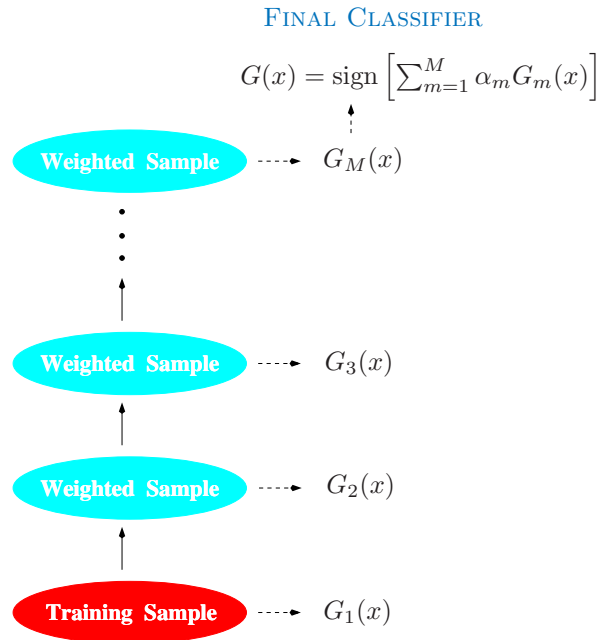 FINAL CLASSIFIER
G(x) = sign [∑_{m=1}^{M} α_m G_m(x)]
Weighted Sample G_M(x)
Weighted Sample G_3(x)
Weighted Sample G_2(x)
Training Sample G_1(x)